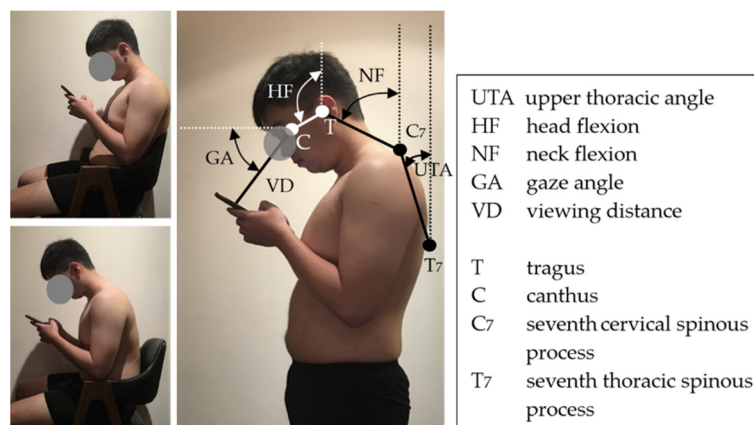 HF
NF
T
C
C7
GA
UTA
VD
T7
UTA upper thoracic angle
HF head flexion
NF neck flexion
GA gaze angle
VD viewing distance
T tragus
C canthus
C7 seventh cervical spinous
process
T7 seventh thoracic spinous
process